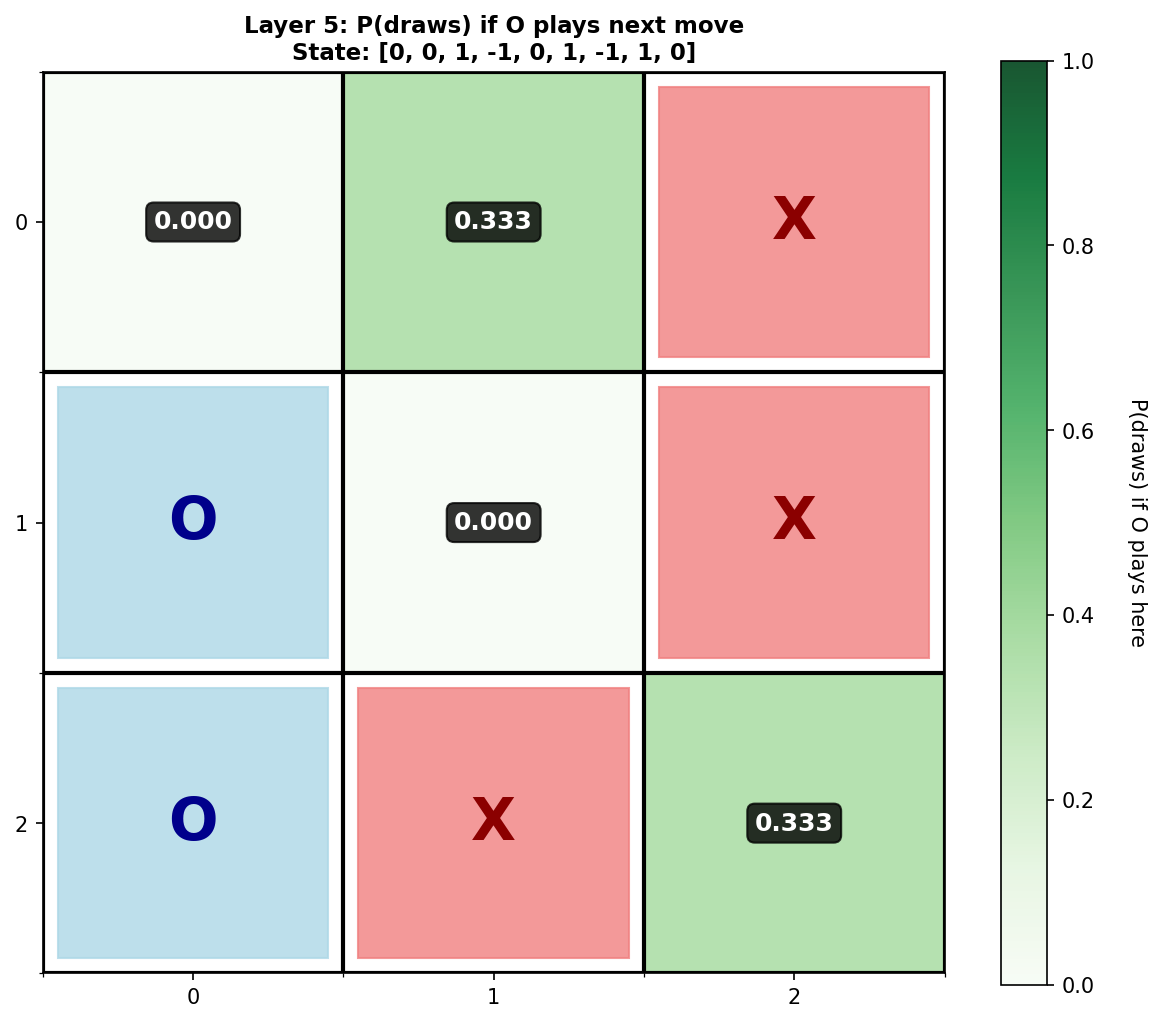 Layer 5: P(draws) if O plays next move
State: [0, 0, 1, -1, 0, 1, -1, 1, 0]
0 0.000 0.333 X
1 O 0.000 X
2 O X 0.333
0 1 2
1.0
0.8
0.6
0.4
0.2
0.0
P(draws) if O plays here